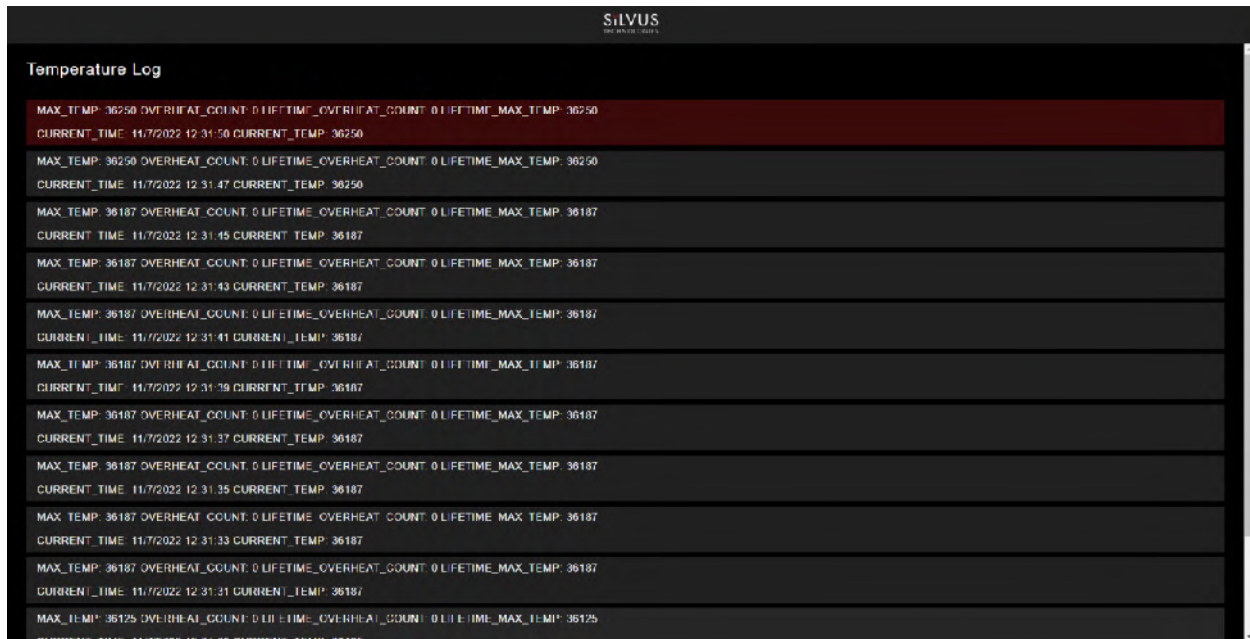 SiLVUS
TECHNOLOGIES
Temperature Log
MAX_TEMP: 36250 OVERHEAT_COUNT: 0 LIFETIME_OVERHEAT_COUNT: 0 LIFETIME_MAX_TEMP: 36250
CURRENT_TIME: 11/7/2022 12:31:50 CURRENT_TEMP: 36250
MAX_TEMP: 36250 OVERHEAT_COUNT: 0 LIFETIME_OVERHEAT_COUNT: 0 LIFETIME_MAX_TEMP: 36250
CURRENT_TIME: 11/7/2022 12:31:47 CURRENT_TEMP: 36250
MAX_TEMP: 36187 OVERHEAT_COUNT: 0 LIFETIME_OVERHEAT_COUNT: 0 LIFETIME_MAX_TEMP: 36187
CURRENT_TIME: 11/7/2022 12:31:45 CURRENT_TEMP: 36187
MAX_TEMP: 36187 OVERHEAT_COUNT: 0 LIFETIME_OVERHEAT_COUNT: 0 LIFETIME_MAX_TEMP: 36187
CURRENT_TIME: 11/7/2022 12:31:43 CURRENT_TEMP: 36187
MAX_TEMP: 36187 OVERHEAT_COUNT: 0 LIFETIME_OVERHEAT_COUNT: 0 LIFETIME_MAX_TEMP: 36187
CURRENT_TIME: 11/7/2022 12:31:41 CURRENT_TEMP: 36187
MAX_TEMP: 36187 OVERHEAT_COUNT: 0 LIFETIME_OVERHEAT_COUNT: 0 LIFETIME_MAX_TEMP: 36187
CURRENT_TIME: 11/7/2022 12:31:39 CURRENT_TEMP: 36187
MAX_TEMP: 36187 OVERHEAT_COUNT: 0 LIFETIME_OVERHEAT_COUNT: 0 LIFETIME_MAX_TEMP: 36187
CURRENT_TIME: 11/7/2022 12:31:37 CURRENT_TEMP: 36187
MAX_TEMP: 36187 OVERHEAT_COUNT: 0 LIFETIME_OVERHEAT_COUNT: 0 LIFETIME_MAX_TEMP: 36187
CURRENT_TIME: 11/7/2022 12:31:35 CURRENT_TEMP: 36187
MAX_TEMP: 36187 OVERHEAT_COUNT: 0 LIFETIME_OVERHEAT_COUNT: 0 LIFETIME_MAX_TEMP: 36187
CURRENT_TIME: 11/7/2022 12:31:33 CURRENT_TEMP: 36187
MAX_TEMP: 36187 OVERHEAT_COUNT: 0 LIFETIME_OVERHEAT_COUNT: 0 LIFETIME_MAX_TEMP: 36187
CURRENT_TIME: 11/7/2022 12:31:31 CURRENT_TEMP: 36187
MAX_TEMP: 36125 OVERHEAT_COUNT: 0 LIFETIME_OVERHEAT_COUNT: 0 LIFETIME_MAX_TEMP: 36125